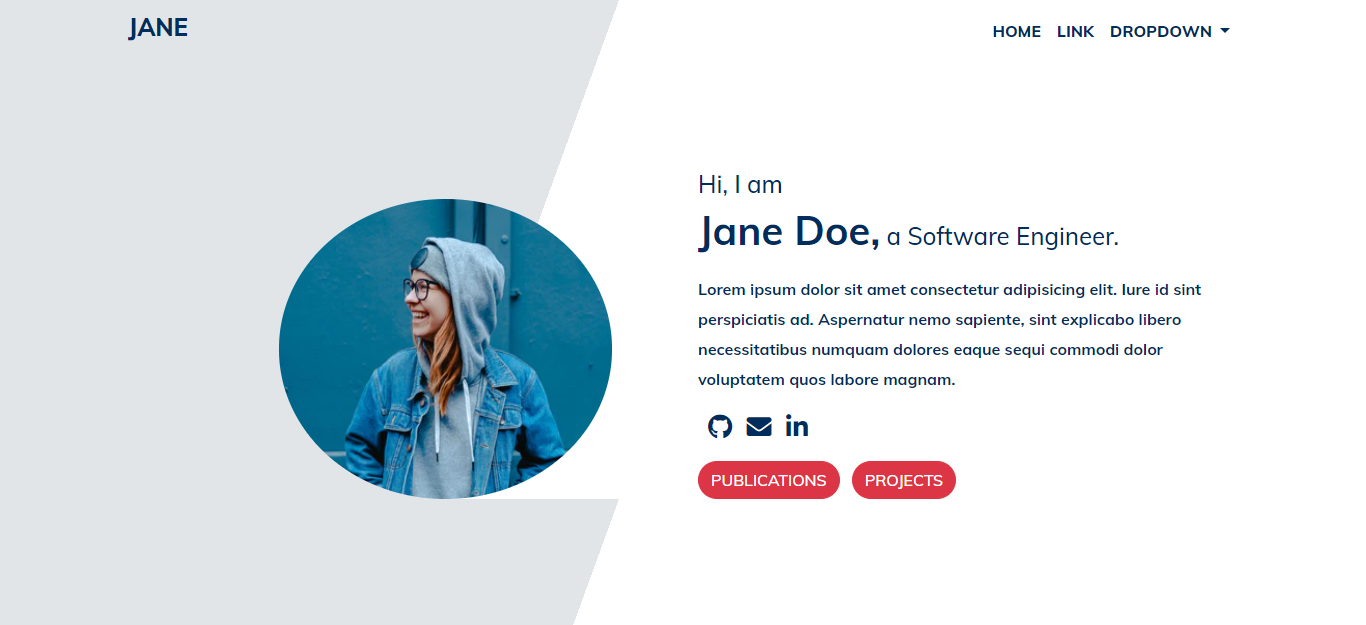 JANE
HOME LINK DROPDOWN
Hi, I am
Jane Doe, a Software Engineer.
Lorem ipsum dolor sit amet consectetur adipisicing elit. Iure id sint
perspiciatis ad. Aspernatur nemo sapiente, sint explicabo libero
necessitatibus numquam dolores eaque sequi commodi dolor
voluptatem quos labore magnam.
in
PUBLICATIONS PROJECTS